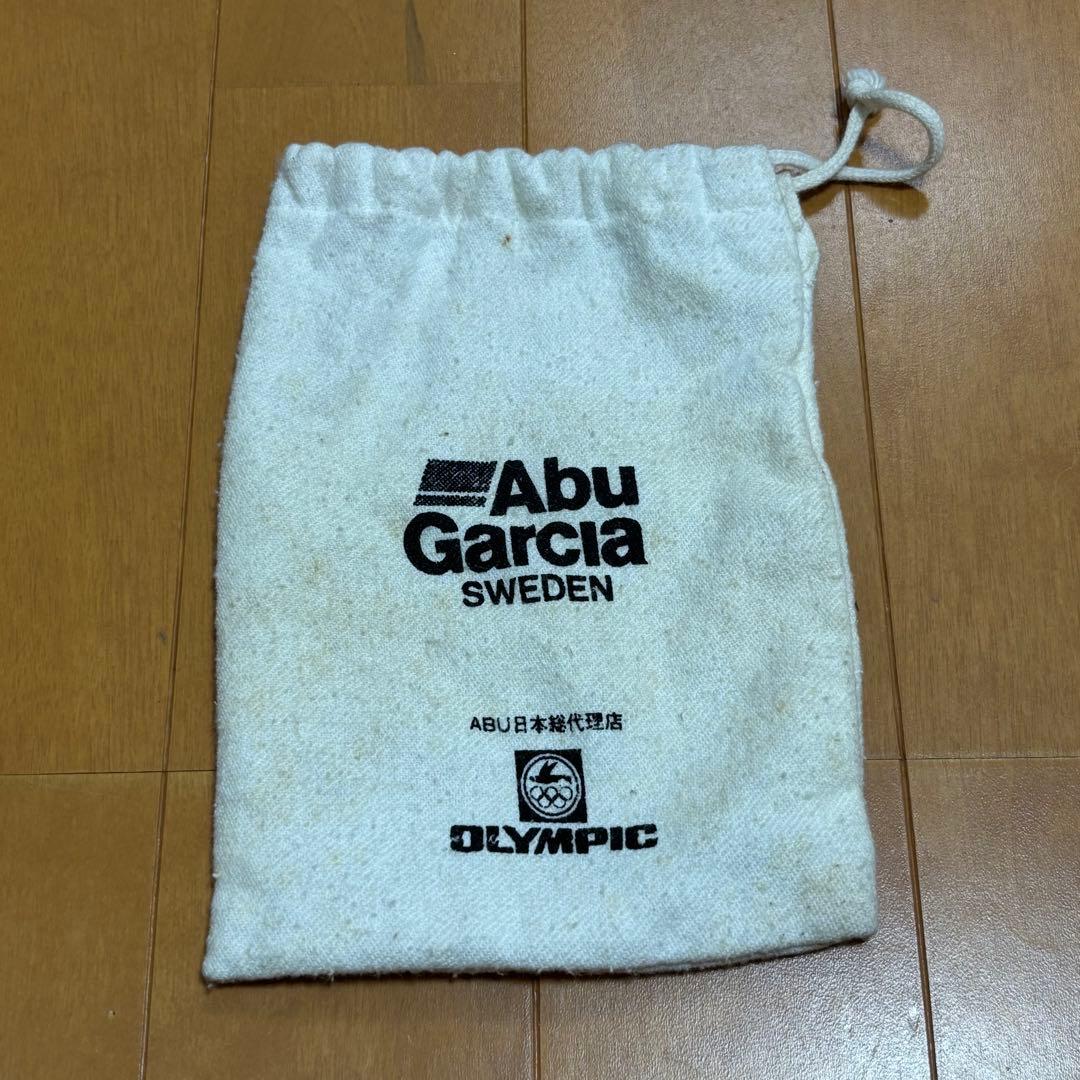 Abu
Garcia
SWEDEN
ABU日本総代理店
OLYMPIC